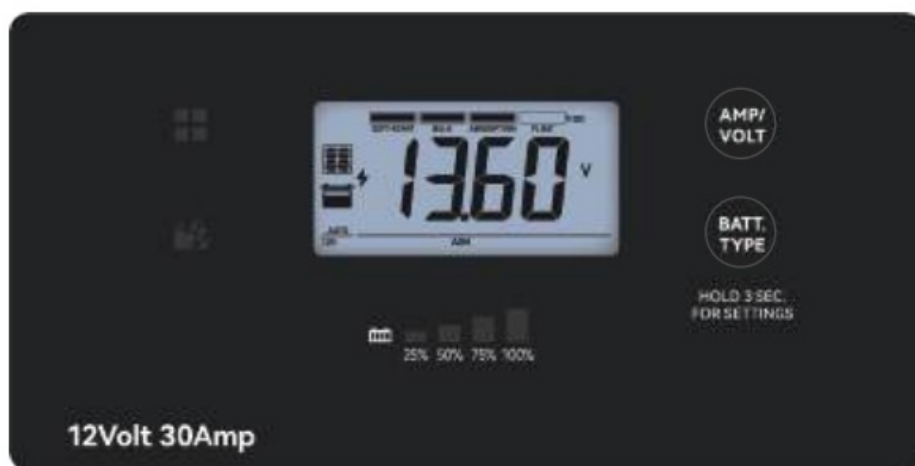 SOFT-START BULK ABSORPTION FLOAT
13.60 V
AMP/
VOLT
BATT.
TYPE
HOLD 3 SEC.
FOR SETTINGS
25% 50% 75% 100%
12Volt 30Amp